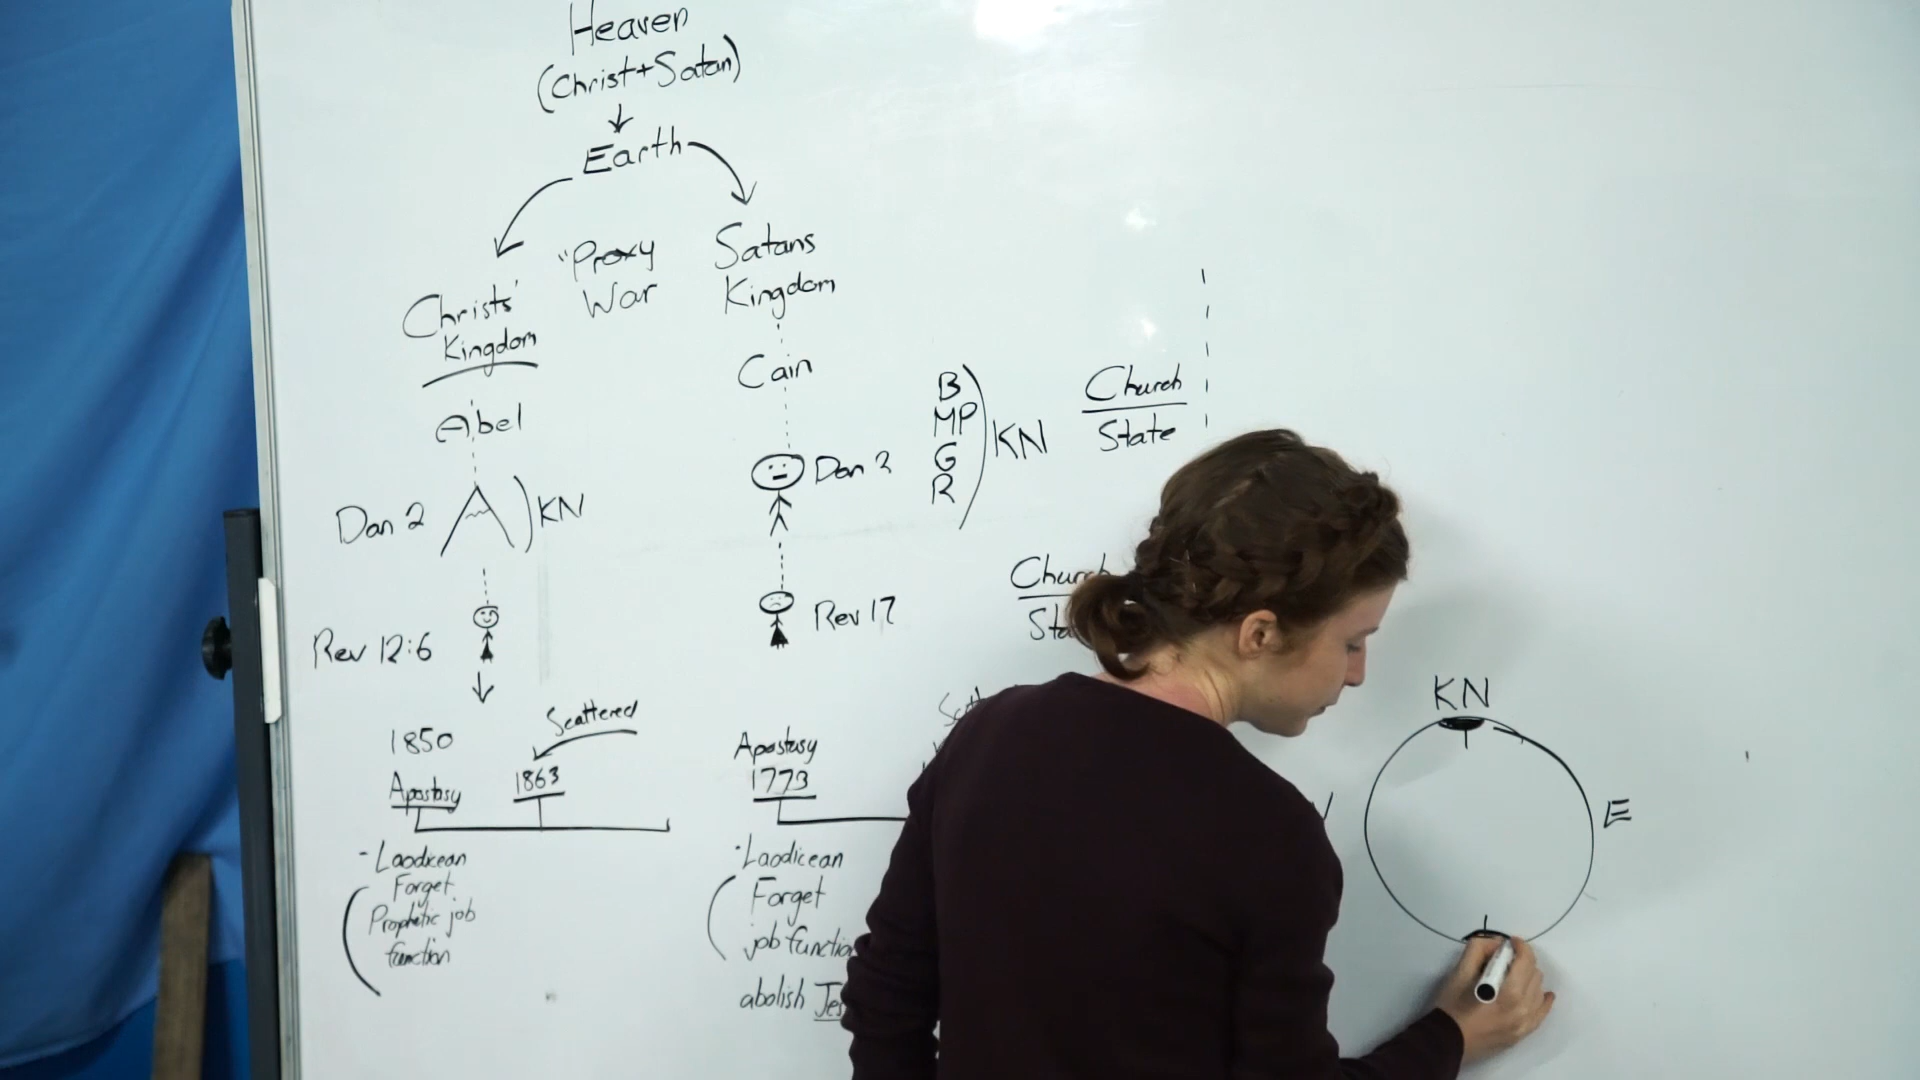 Heaven
(Christ+Satan)
Earth
"Proxy
War
Satans
Kingdom
Christs'
Kingdom
Cain
Abel
B
MP
G
R
KN
Church
State
Dan 2
KN
Dan 2
Rev 12:6
Rev 17
Church
1850
Apostasy
Scattered
1863
Apostasy
1773
-Laodicean
Forget
Prophetic job
function
·Laodicean
Forget
job function
abolish Jes
KN
E